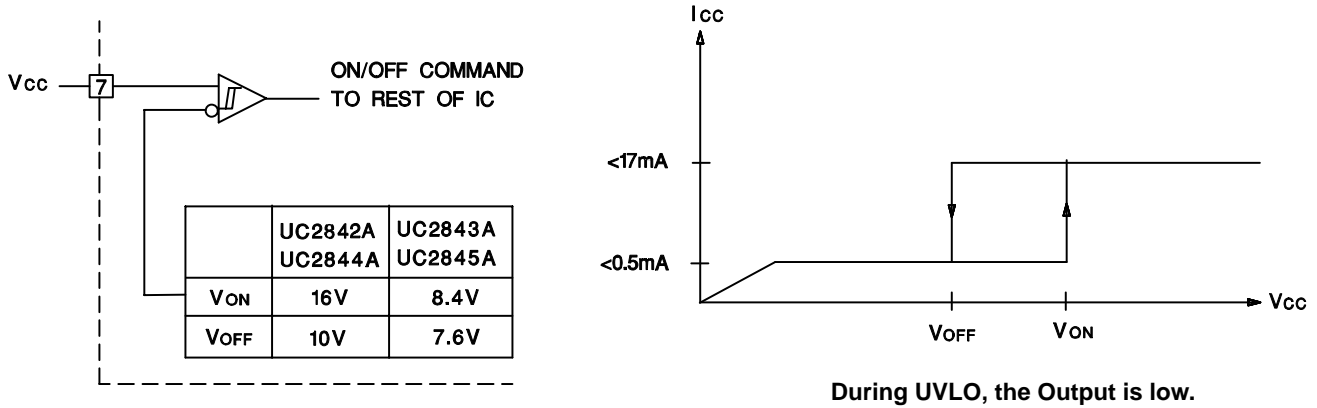 Vcc
7
ON/OFF COMMAND
TO REST OF IC
UC2842A UC2843A
UC2844A UC2845A
VON 16V 8.4V
VOFF 10V 7.6V
Icc
<17mA
<0.5mA
Vcc
VOFF VON
During UVLO, the Output is low.